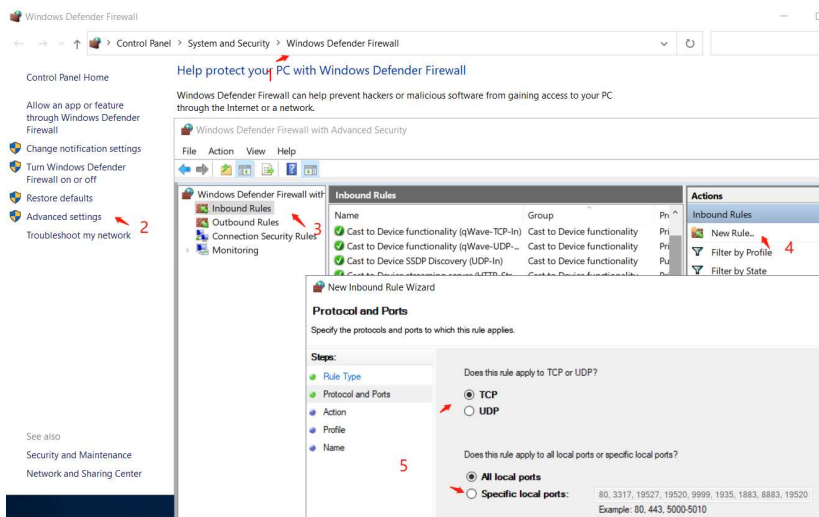 Windows Defender Firewall
Control Panel > System and Security > Windows Defender Firewall
1
Control Panel Home
Allow an app or feature
through Windows Defender
Firewall
Change notification settings
Turn Windows Defender
Firewall on or off
Restore defaults
Advanced settings
2
Troubleshoot my network
See also
Security and Maintenance
Network and Sharing Center
Help protect your PC with Windows Defender Firewall
Windows Defender Firewall can help prevent hackers or malicious software from gaining access to your PC
through the Internet or a network.
Windows Defender Firewall with Advanced Security
File Action View Help
Windows Defender Firewall with
Inbound Rules
3
Outbound Rules
Connection Security Rules
Monitoring
Inbound Rules
Name Group
Cast to Device functionality (qWave-TCP-In) Cast to Device functionality Pri
Cast to Device functionality (qWave-UDP-... Cast to Device functionality Pri
Cast to Device SSDP Discovery (UDP-In) Cast to Device functionality Pu
Actions
Inbound Rules
New Rule...
4
Filter by Profile
Filter by State
New Inbound Rule Wizard
Protocol and Ports
Specify the protocols and ports to which this rule applies.
Steps:
Rule Type
Protocol and Ports
Action
Profile
Name
5
Does this rule apply to TCP or UDP?
TCP
UDP
Does this rule apply to all local ports or specific local ports?
All local ports
Specific local ports: 80, 3317, 19527, 19520, 9999, 1935, 1883, 8883, 19520
Example: 80, 443, 5000-5010